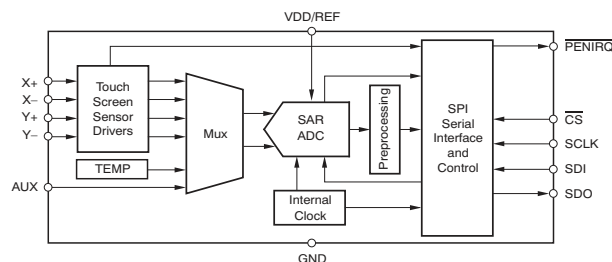 VDD/REF
PENIRQ
X+
X–
Y+
Y–
Touch
Screen
Sensor
Drivers
Mux
SAR
ADC
Preprocessing
SPI
Serial
Interface
and
Control
CS
SCLK
SDI
SDO
TEMP
AUX
Internal
Clock
GND